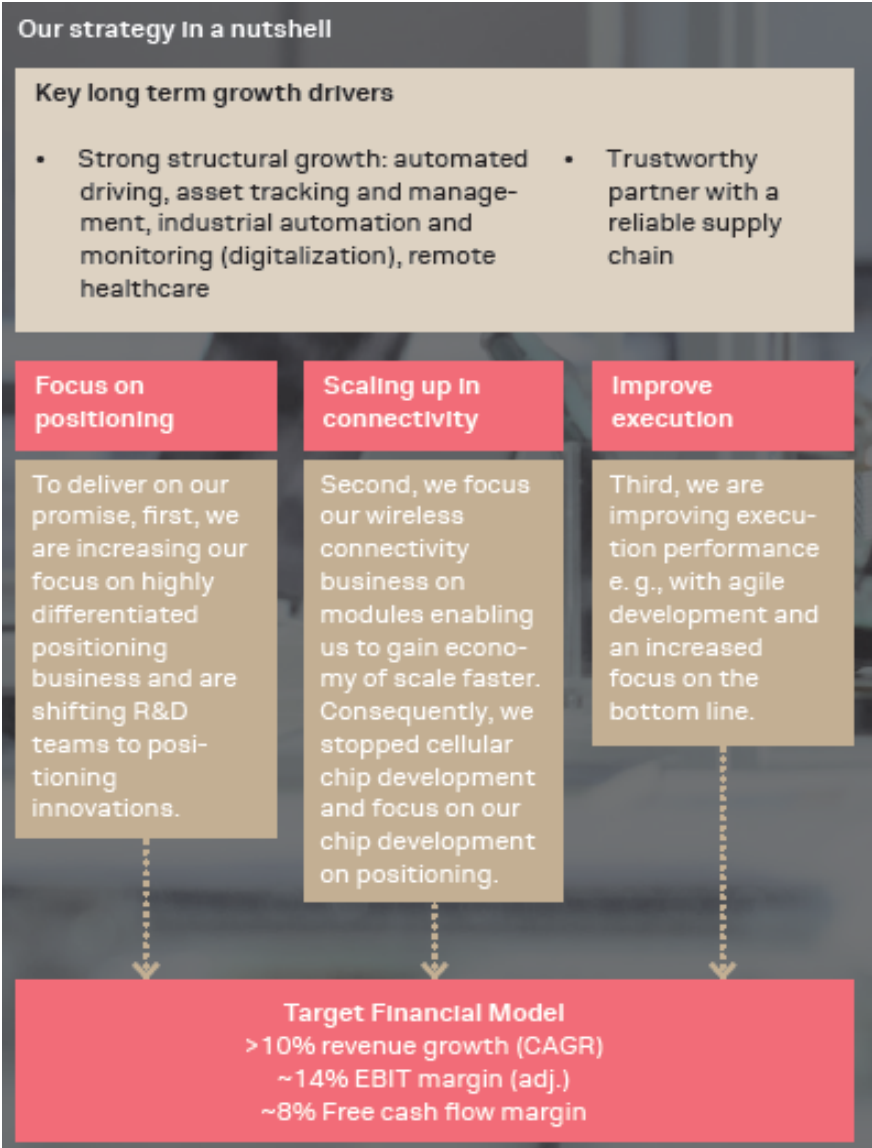 Our strategy in a nutshell
Key long term growth drivers
• Strong structural growth: automated
driving, asset tracking and manage-
ment, industrial automation and
monitoring (digitalization), remote
healthcare
• Trustworthy
partner with a
reliable supply
chain
Focus on
positioning
To deliver on our
promise, first, we
are increasing our
focus on highly
differentiated
positioning
business and are
shifting R&D
teams to posi-
tioning
innovations.
Scaling up in
connectivity
Second, we focus
our wireless
connectivity
business on
modules enabling
us to gain econo-
my of scale faster.
Consequently, we
stopped cellular
chip development
and focus on our
chip development
on positioning.
Improve
execution
Third, we are
improving execu-
tion performance
e. g., with agile
development and
an increased
focus on the
bottom line.
Target Financial Model
>10% revenue growth (CAGR)
~14% EBIT margin (adj.)
~8% Free cash flow margin